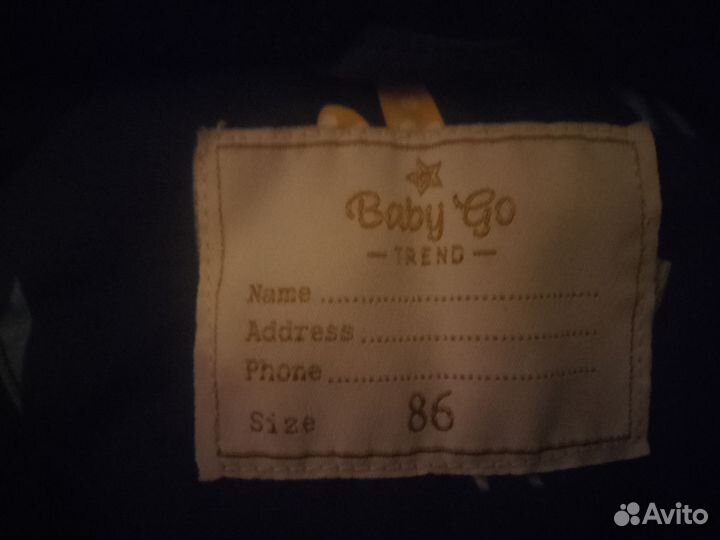 Baby Go
— TREND —
Name
Address
Phone
Size 86
Avito